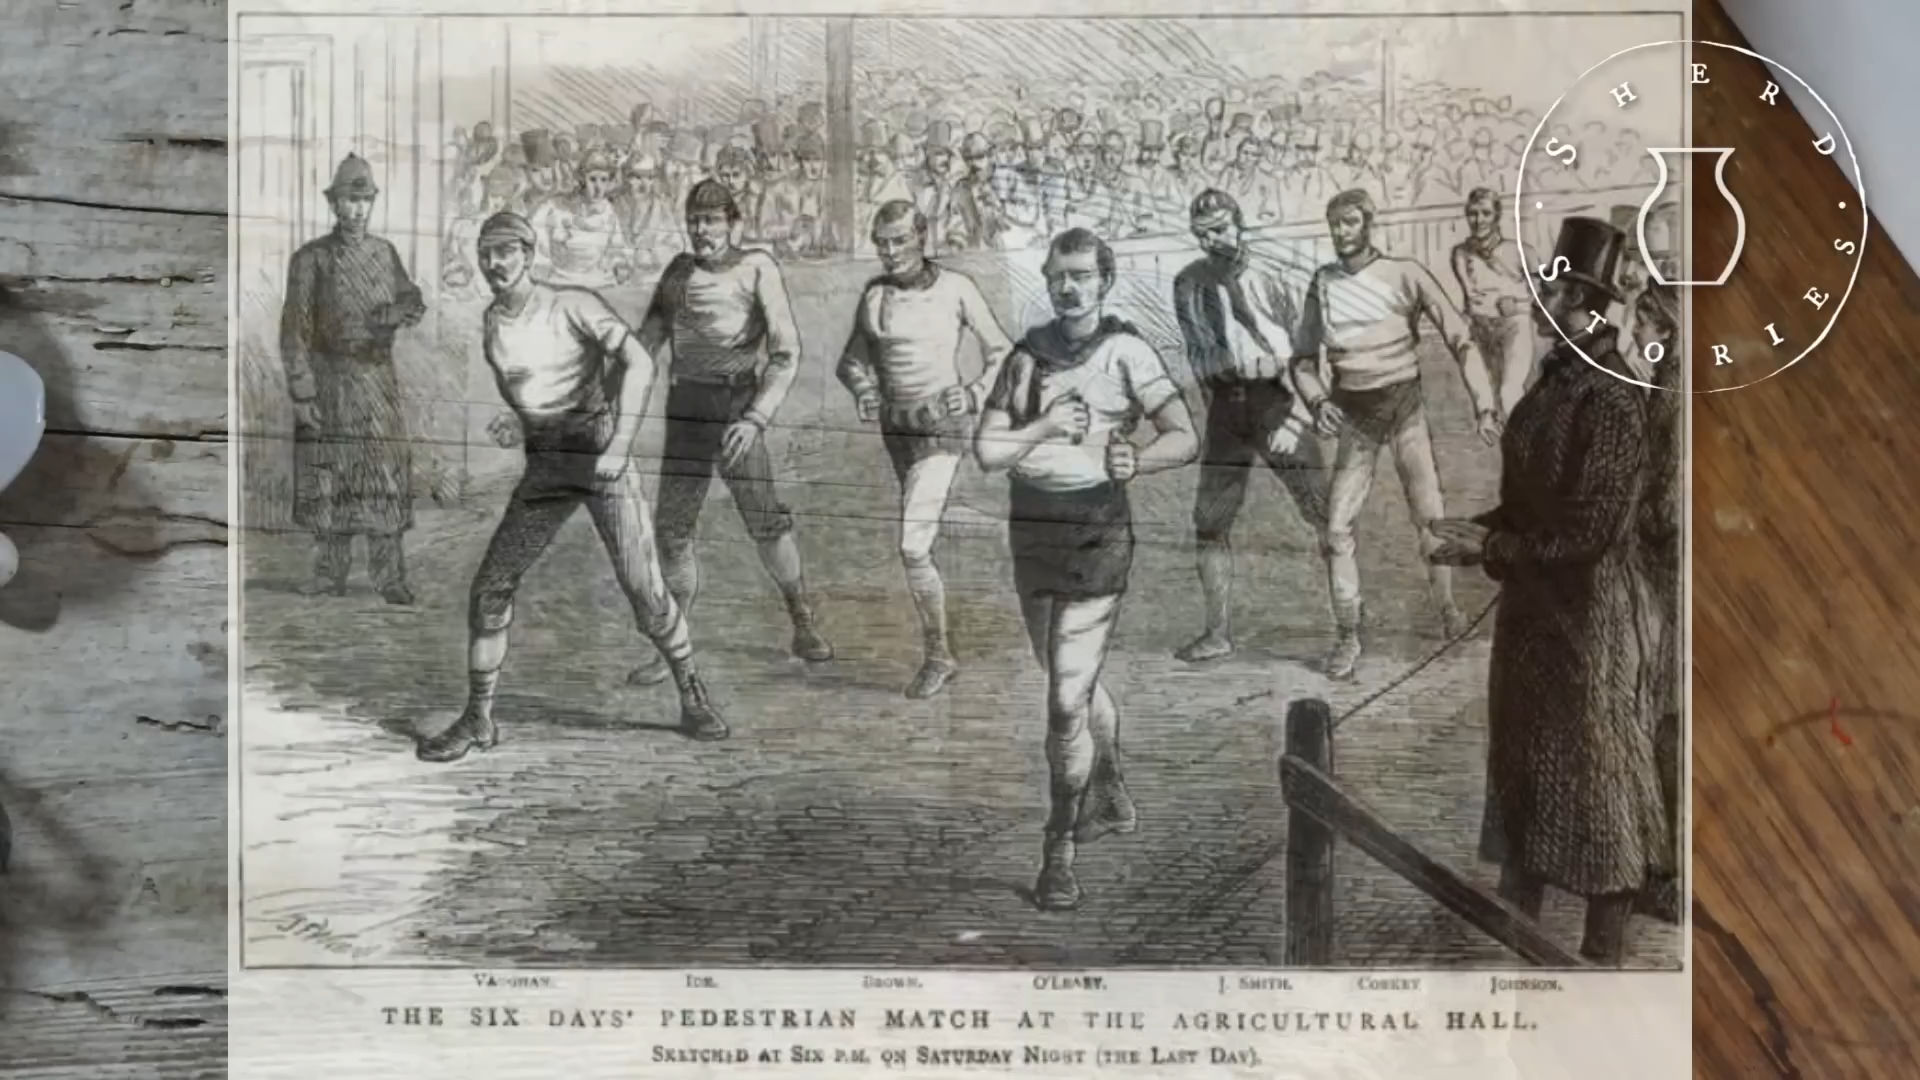 SHERD STORIES
VAUGHAN. IDE. BROWN. O'LEARY. J. SMITH. CORKEY. JOHNSON.
THE SIX DAYS' PEDESTRIAN MATCH AT THE AGRICULTURAL HALL.
SKETCHED AT SIX P.M. ON SATURDAY NIGHT (THE LAST DAY).